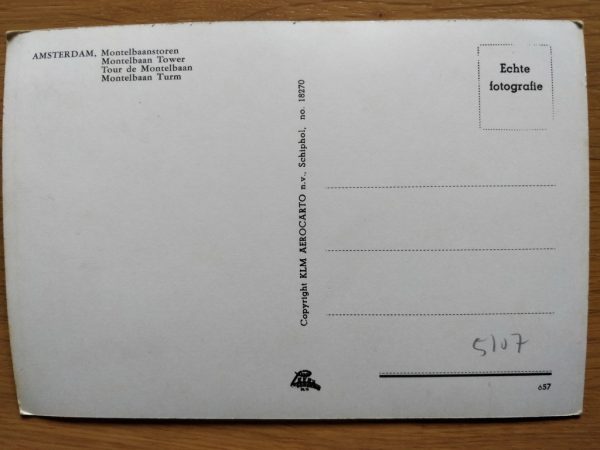 AMSTERDAM, Montelbaanstoren
Montelbaan Tower
Tour de Montelbaan
Montelbaan Turm
Copyright KLM AEROCARTO n.v., Schiphol, no. 18270
Echte
fotografie
5107
657